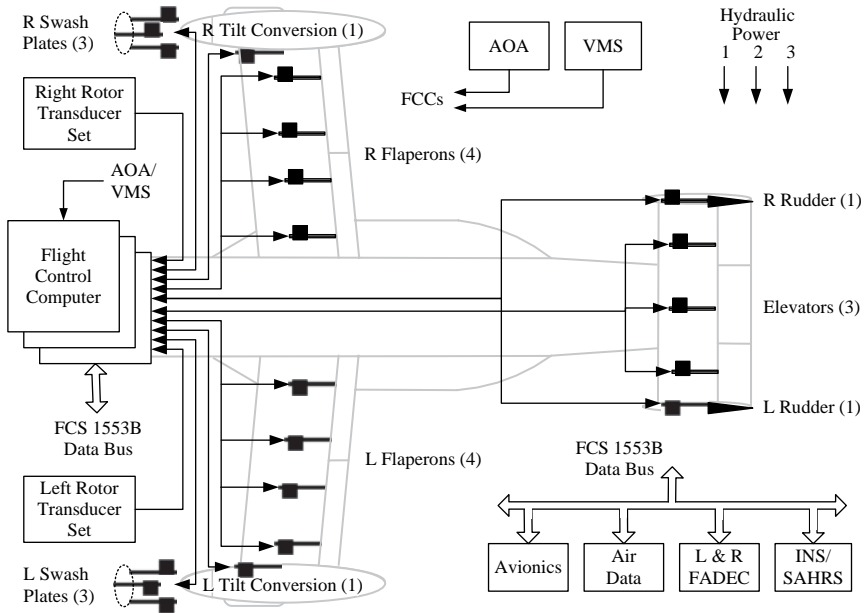 R Swash
Plates (3)
R Tilt Conversion (1)
AOA
VMS
Hydraulic
Power
1 2 3
FCCs
Right Rotor
Transducer
Set
R Flaperons (4)
AOA/
VMS
R Rudder (1)
Flight
Control
Computer
Elevators (3)
FCS 1553B
Data Bus
L Rudder (1)
L Flaperons (4)
FCS 1553B
Data Bus
Left Rotor
Transducer
Set
Avionics
Air
Data
L & R
FADEC
INS/
SAHRS
L Swash
Plates (3)
L Tilt Conversion (1)